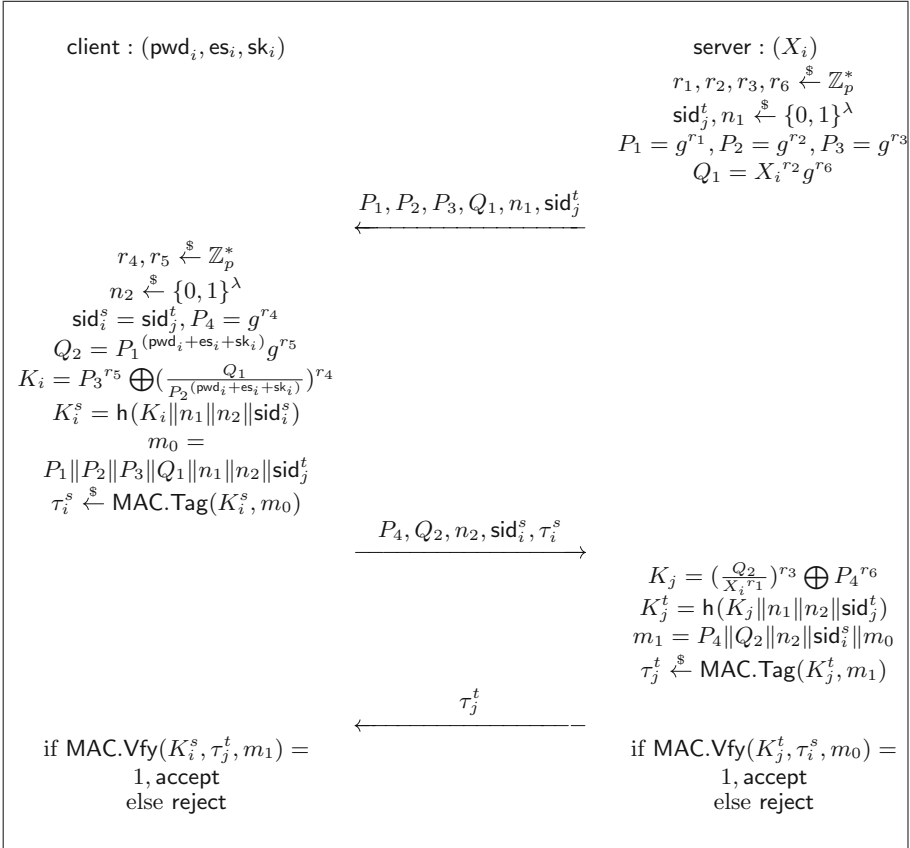 client : (pwd_i, es_i, sk_i)
server : (X_i)
r_1, r_2, r_3, r_6 ←$ ℤ_p^*
sid_j^t, n_1 ←$ {0, 1}^λ
P_1 = g^{r_1}, P_2 = g^{r_2}, P_3 = g^{r_3}
Q_1 = X_i^{r_2} g^{r_6}
P_1, P_2, P_3, Q_1, n_1, sid_j^t
r_4, r_5 ←$ ℤ_p^*
n_2 ←$ {0, 1}^λ
sid_i^s = sid_j^t, P_4 = g^{r_4}
Q_2 = P_1^{(pwd_i+es_i+sk_i)} g^{r_5}
K_i = P_3^{r_5} ⊕ (Q_1 / P_2^{(pwd_i+es_i+sk_i)})^{r_4}
K_i^s = h(K_i‖n_1‖n_2‖sid_i^s)
m_0 =
P_1‖P_2‖P_3‖Q_1‖n_1‖n_2‖sid_j^t
τ_i^s ←$ MAC.Tag(K_i^s, m_0)
P_4, Q_2, n_2, sid_i^s, τ_i^s
K_j = (Q_2 / X_i^{r_1})^{r_3} ⊕ P_4^{r_6}
K_j^t = h(K_j‖n_1‖n_2‖sid_j^t)
m_1 = P_4‖Q_2‖n_2‖sid_i^s‖m_0
τ_j^t ←$ MAC.Tag(K_j^t, m_1)
τ_j^t
if MAC.Vfy(K_i^s, τ_j^t, m_1) =
1, accept
else reject
if MAC.Vfy(K_j^t, τ_i^s, m_0) =
1, accept
else reject